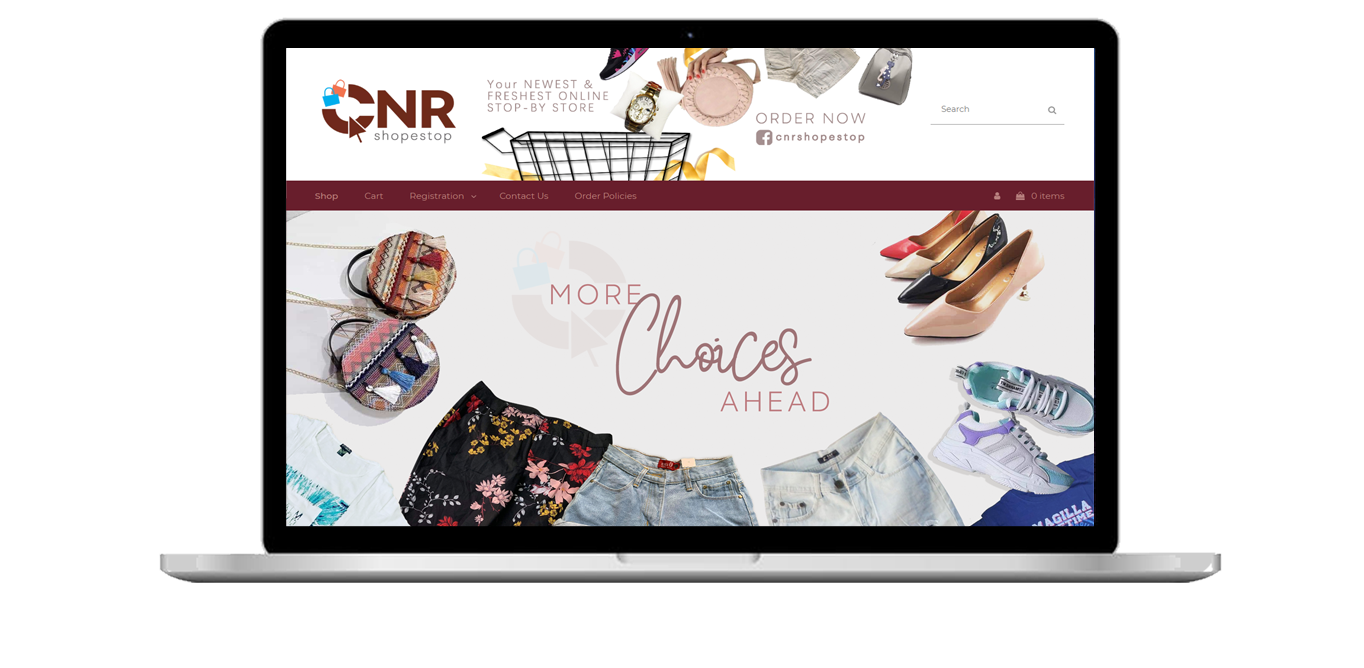 CNR
shopestop
Your NEWEST &
FRESHEST ONLINE
STOP-BY STORE
ORDER NOW
cnrshopestop
Search
Shop
Cart
Registration
Contact Us
Order Policies
0 items
MORE
Choices
AHEAD
MAGILLA